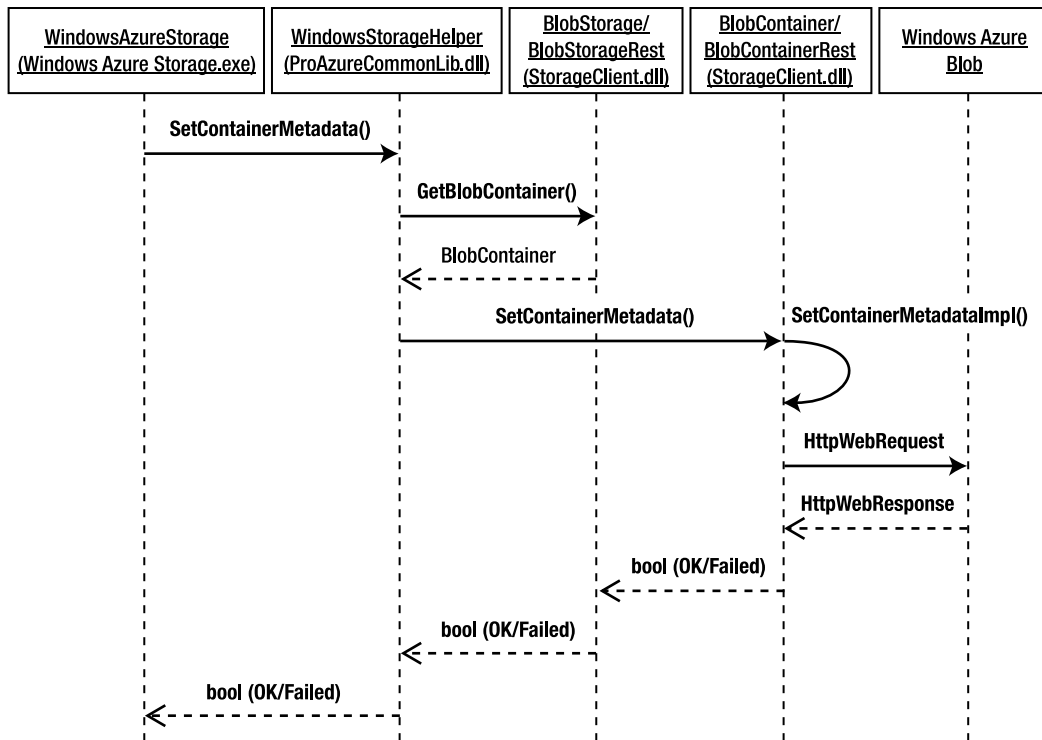 WindowsAzureStorage
(Windows Azure Storage.exe)
WindowsStorageHelper
(ProAzureCommonLib.dll)
BlobStorage/
BlobStorageRest
(StorageClient.dll)
BlobContainer/
BlobContainerRest
(StorageClient.dll)
Windows Azure
Blob
SetContainerMetadata()
GetBlobContainer()
BlobContainer
SetContainerMetadata()
SetContainerMetadataImpl()
HttpWebRequest
HttpWebResponse
bool (OK/Failed)
bool (OK/Failed)
bool (OK/Failed)